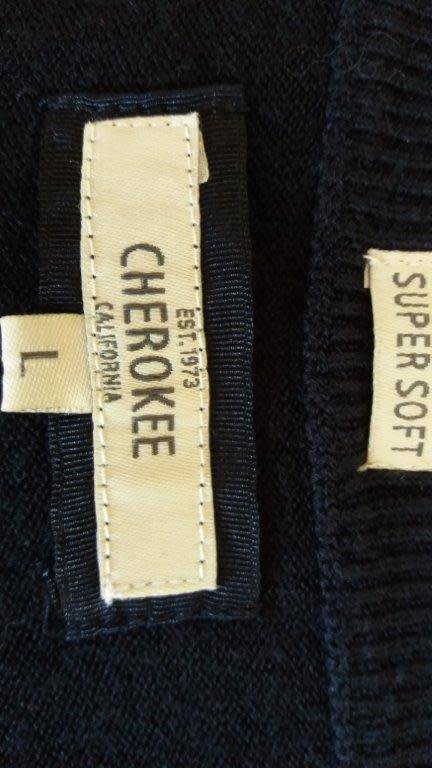 SUPER SOFT
EST. 1973
CHEROKEE
CALIFORNIA
L